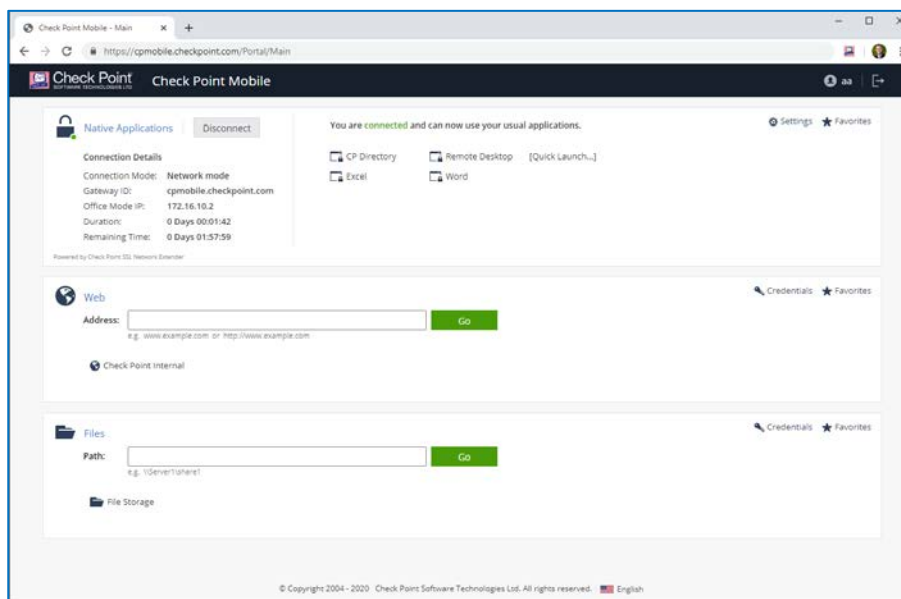 Check Point Mobile - Main
https://cpmobile.checkpoint.com/Portal/Main
Check Point
SOFTWARE TECHNOLOGIES LTD
Check Point Mobile
aa
Native Applications
Disconnect
You are connected and can now use your usual applications.
Settings
Favorites
Connection Details
CP Directory
Remote Desktop
[Quick Launch...]
Connection Mode: Network mode
Excel
Word
Gateway ID: cpmobile.checkpoint.com
Office Mode IP: 172.16.10.2
Duration: 0 Days 00:01:42
Remaining Time: 0 Days 01:57:59
Powered by Check Point SSL Network Extender
Web
Credentials
Favorites
Address:
Go
e.g. www.example.com or http://www.example.com
Check Point Internal
Files
Credentials
Favorites
Path:
Go
e.g. \\Server1\share1
File Storage
© Copyright 2004 - 2020 Check Point Software Technologies Ltd. All rights reserved.
English